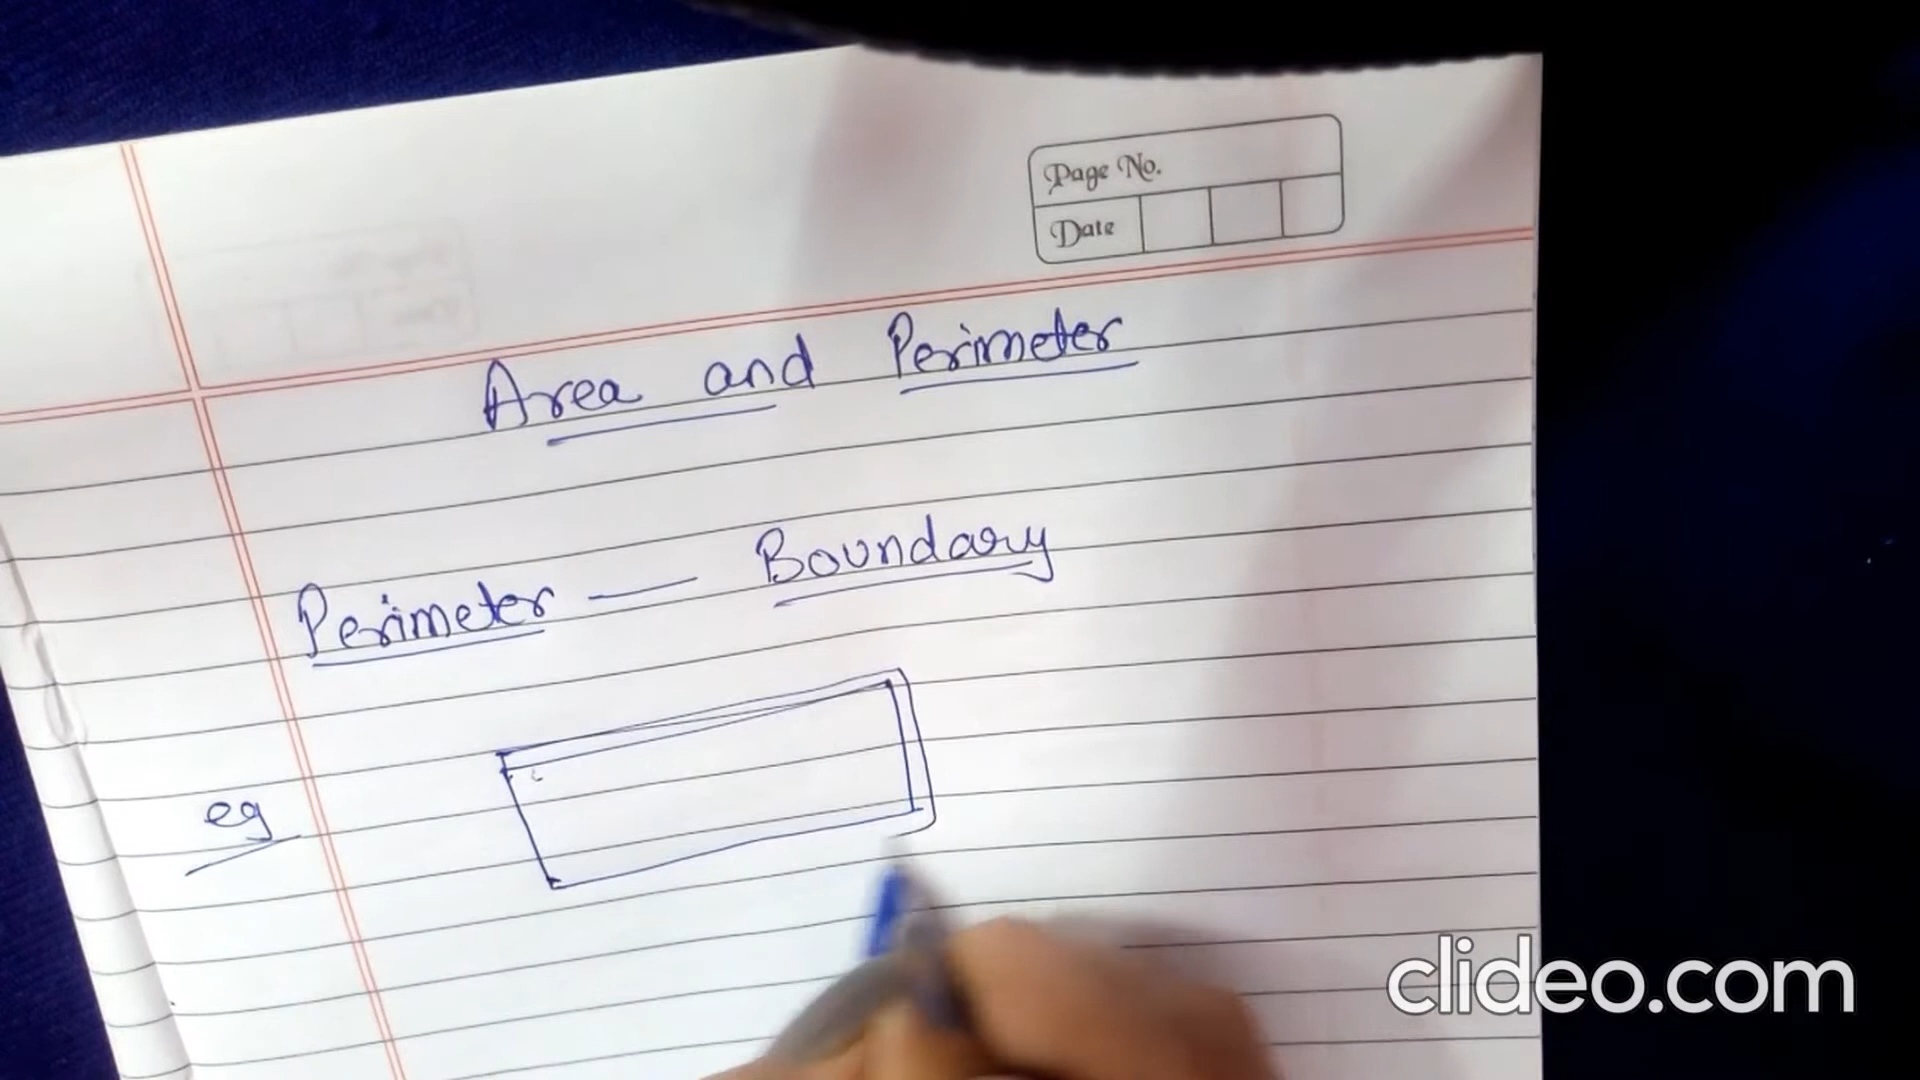 Page No.
Date
Area and Perimeter
Perimeter — Boundary
eg
clideo.com